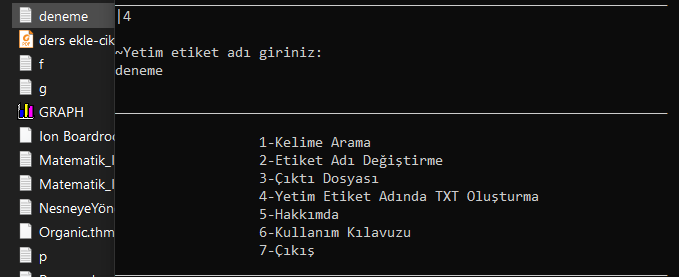 deneme
ders ekle-cik
f
g
GRAPH
Ion Boardroo
Matematik_I
Matematik_I
NesneyeYön
Organic.thm
p
|4
~Yetim etiket adı giriniz:
deneme
1-Kelime Arama
2-Etiket Adı Değiştirme
3-Çıktı Dosyası
4-Yetim Etiket Adında TXT Oluşturma
5-Hakkımda
6-Kullanım Kılavuzu
7-Çıkış